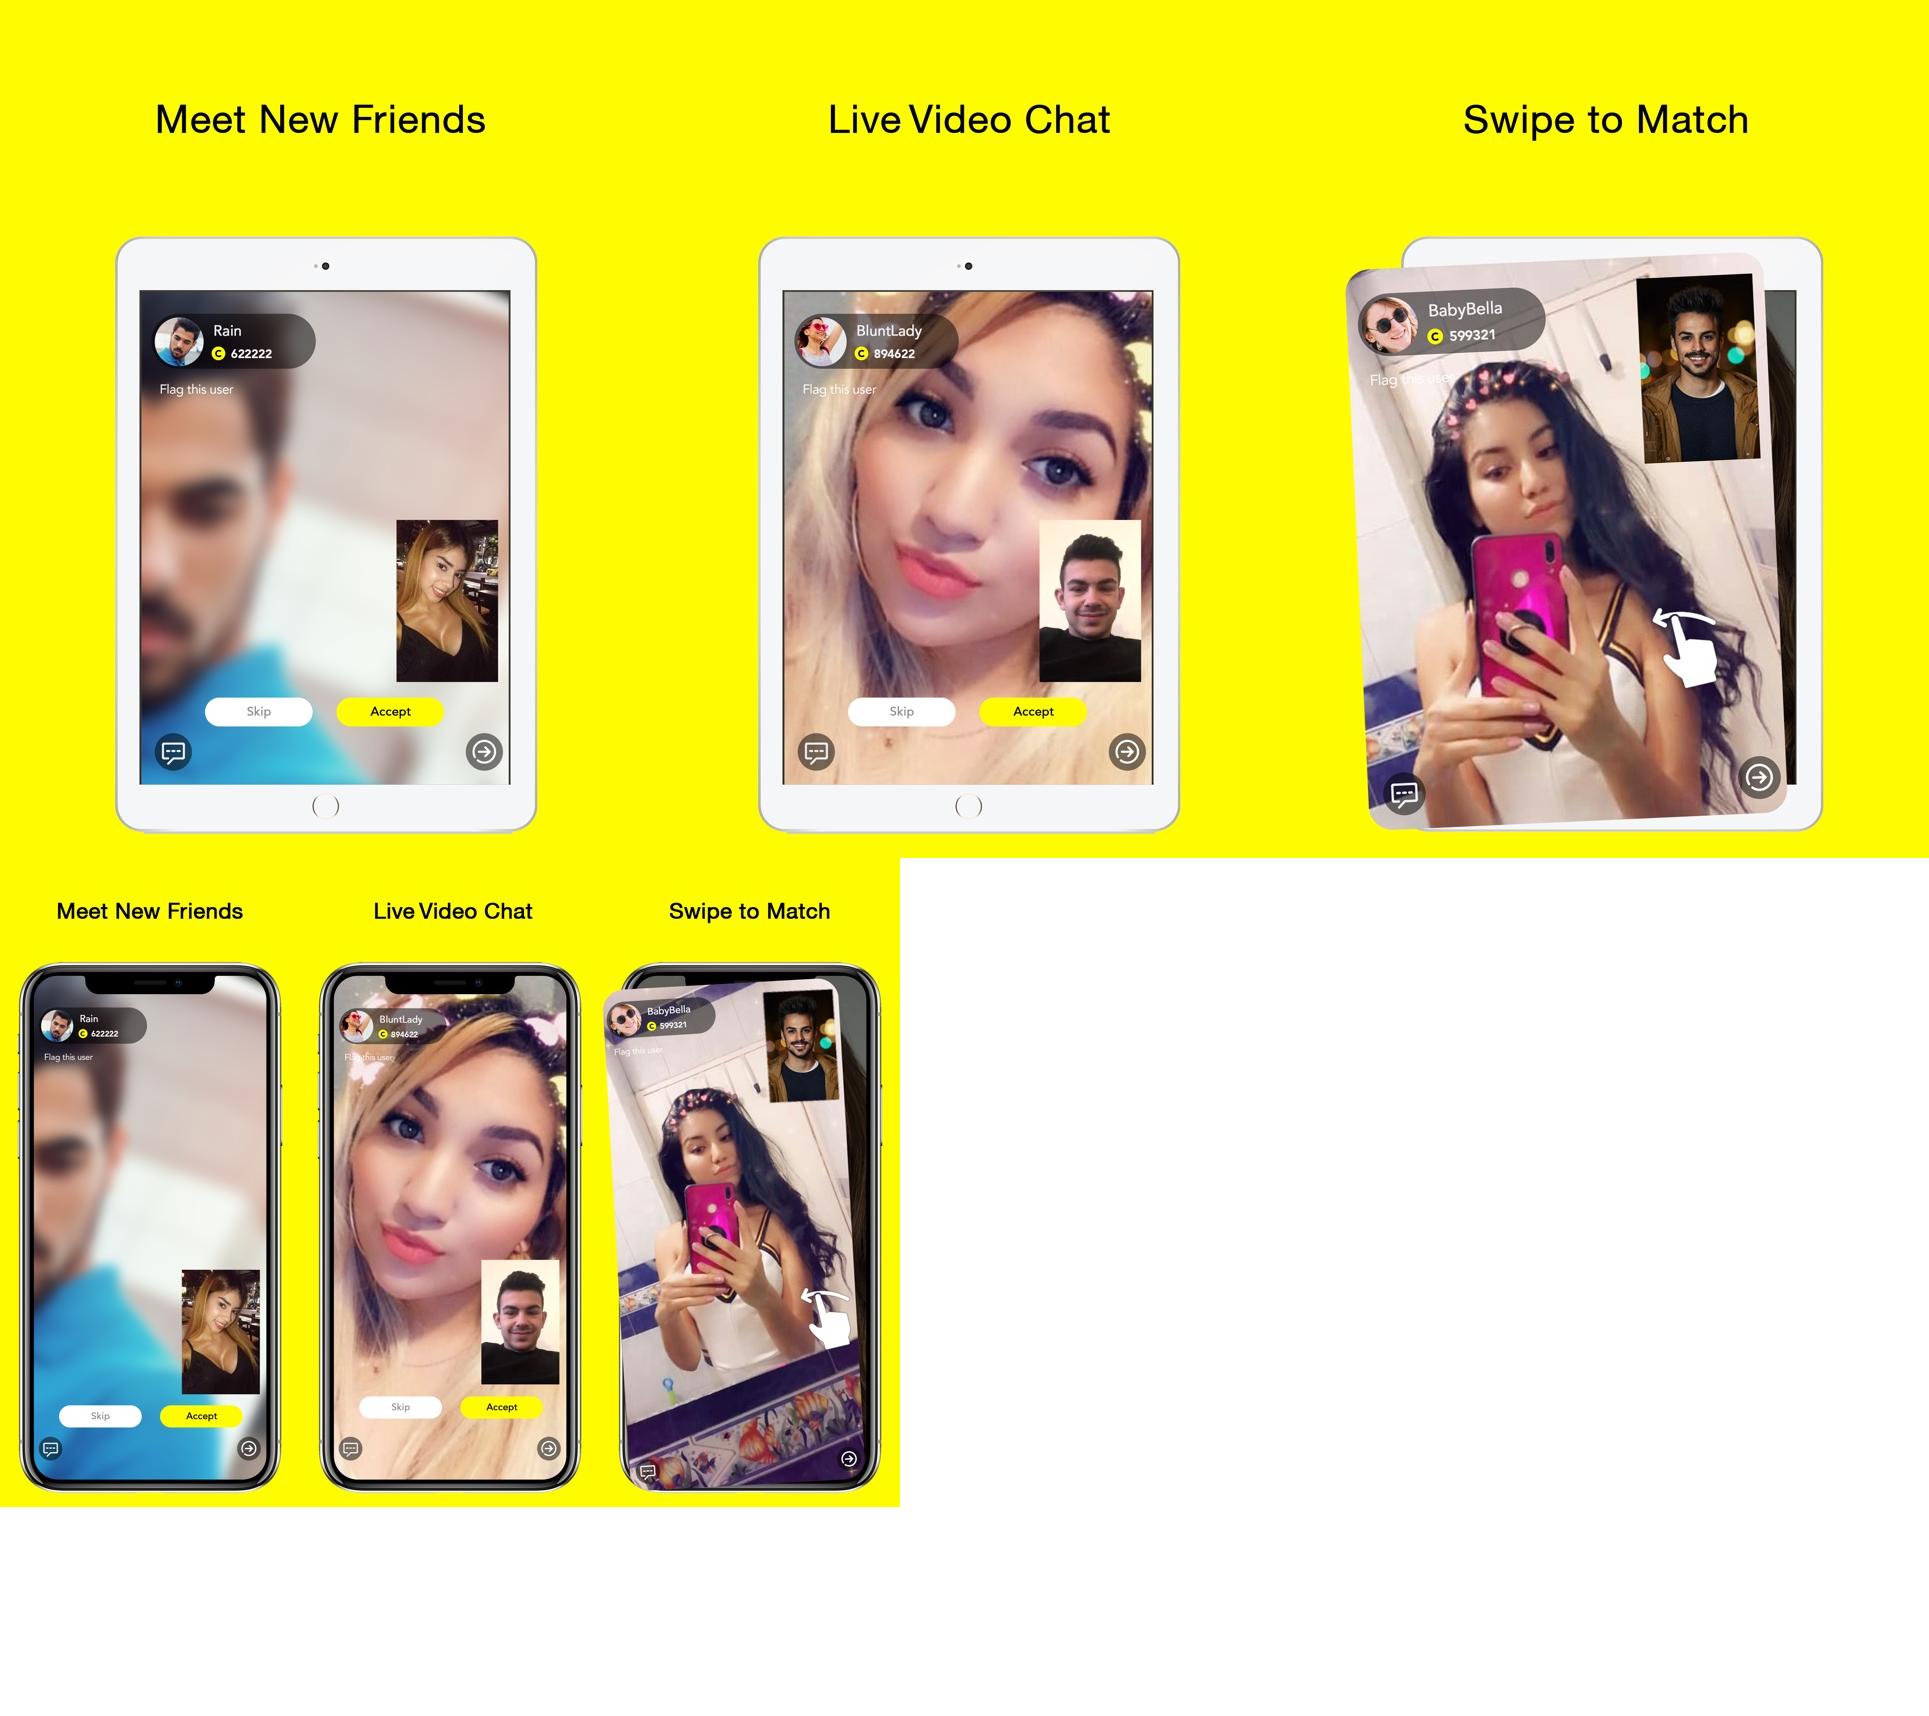 Meet New Friends
Live Video Chat
Swipe to Match
Rain
C 622222
Flag this user
Skip
Accept
BluntLady
C 894622
Flag this user
Skip
Accept
BabyBella
C 599321
Flag this user
Meet New Friends
Live Video Chat
Swipe to Match
Rain
C 622222
Flag this user
Skip
Accept
BluntLady
C 894622
Flag this user
Skip
Accept
BabyBella
C 599321
Flag this user